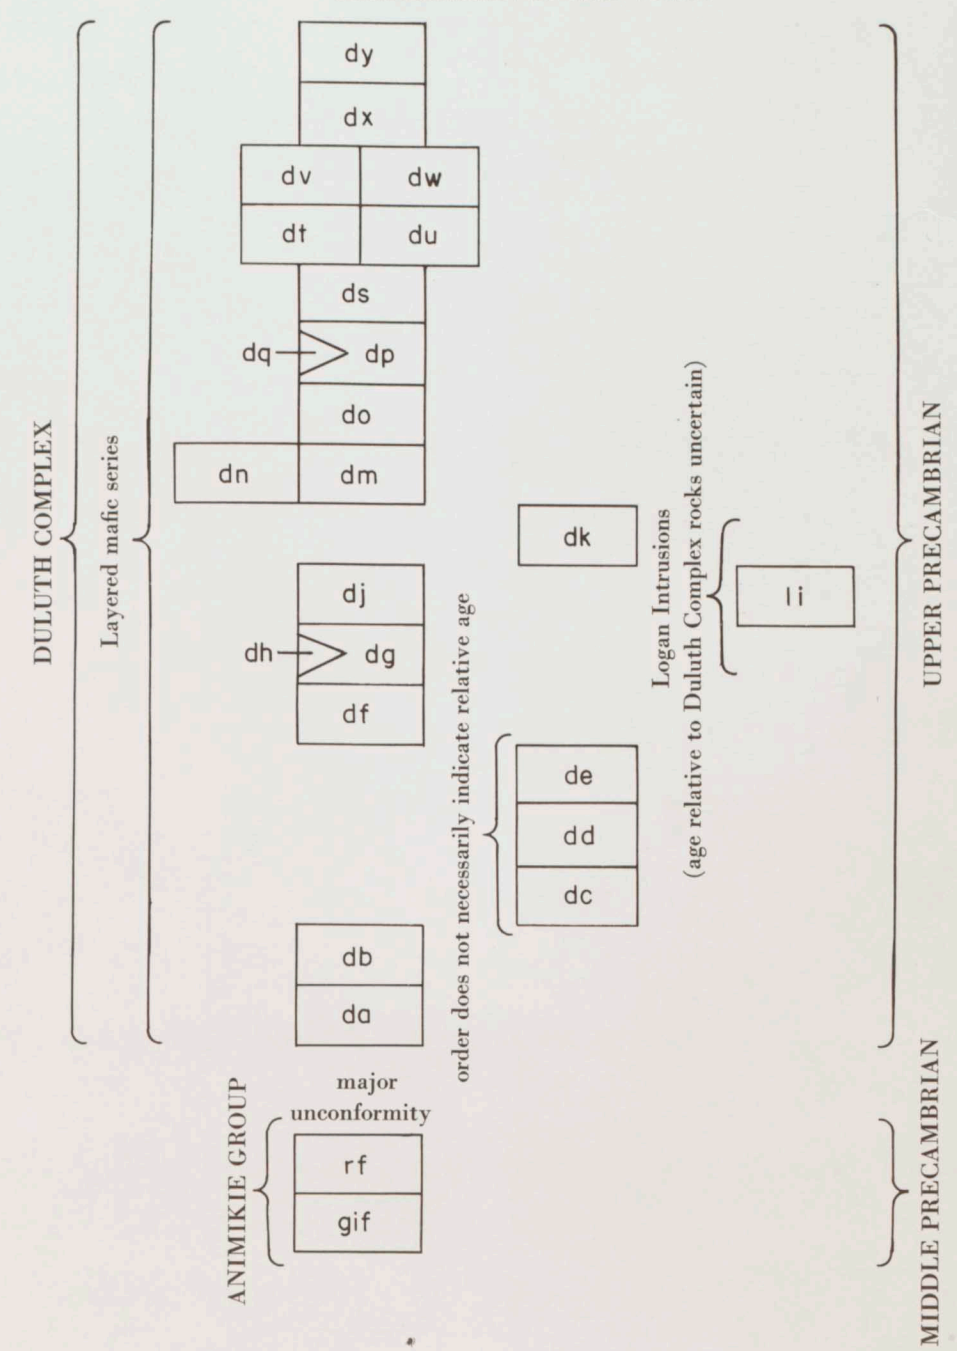 DULUTH COMPLEX
Layered mafic series
dy
dx
dv dw
dt du
ds
dq dp
do
dn dm
dk
dj
dh dg
df
order does not necessarily indicate relative age
de
dd
dc
Logan Intrusions
(age relative to Duluth Complex rocks uncertain)
li
db
da
UPPER PRECAMBRIAN
major
unconformity
ANIMIKIE GROUP
rf
gif
MIDDLE PRECAMBRIAN